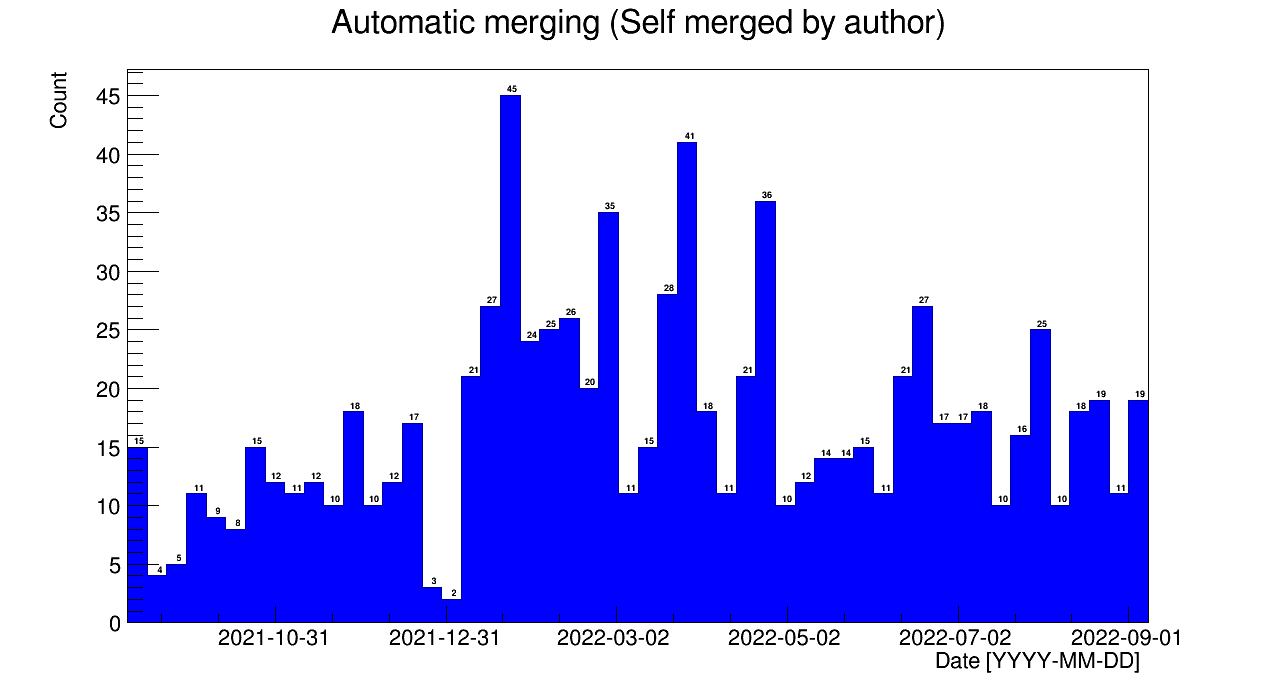 Automatic merging (Self merged by author)
Count
45
40
35
30
25
20
15
10
5
0
15 4 5 11 9 8 15 12 11 12 10 18 10 12 17 3 2 21 27 45 24 25 26 20 35 11 15 28 41 18 11 21 36 10 12 14 14 15 11 21 27 17 17 18 10 16 25 10 18 19 11 19
2021-10-31 2021-12-31 2022-03-02 2022-05-02 2022-07-02 2022-09-01
Date [YYYY-MM-DD]